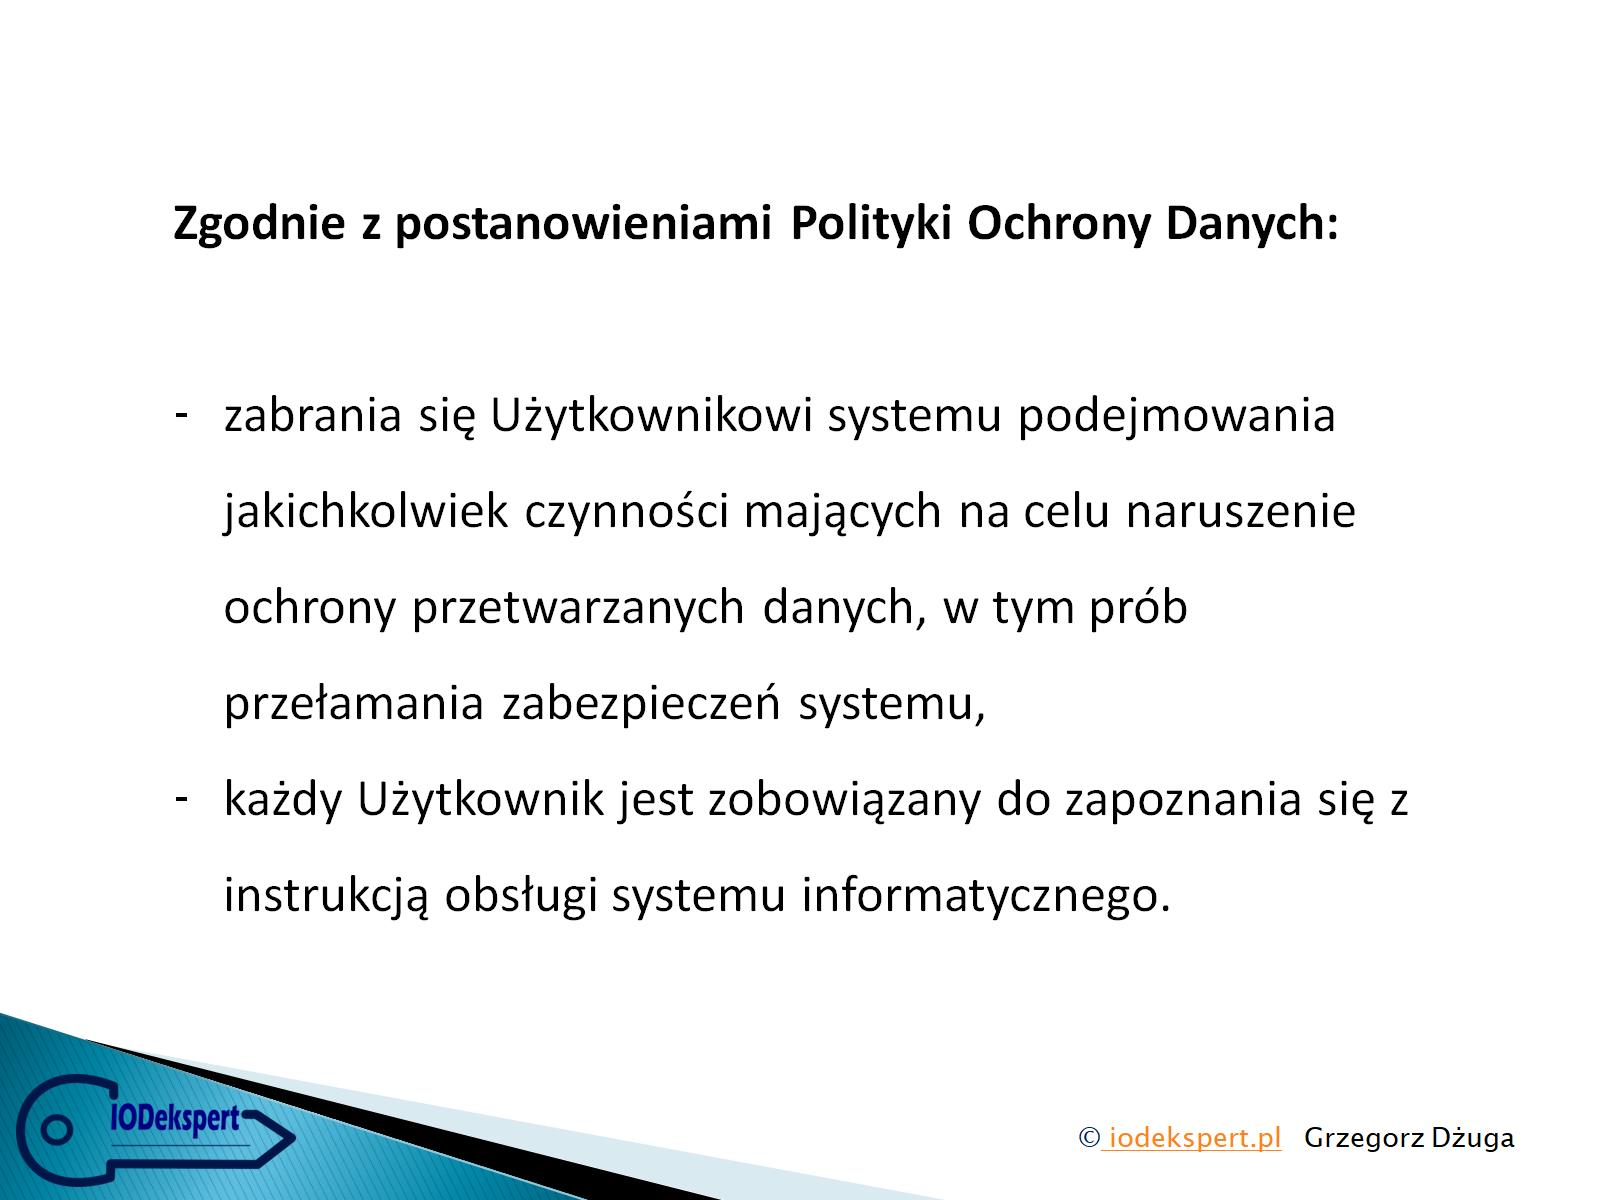 Zgodnie z postanowieniami Polityki Ochrony Danych:
- zabrania się Użytkownikowi systemu podejmowania
jakichkolwiek czynności mających na celu naruszenie
ochrony przetwarzanych danych, w tym prób
przełamania zabezpieczeń systemu,
- każdy Użytkownik jest zobowiązany do zapoznania się z
instrukcją obsługi systemu informatycznego.
IODekspert
© iodekspert.pl Grzegorz Dżuga